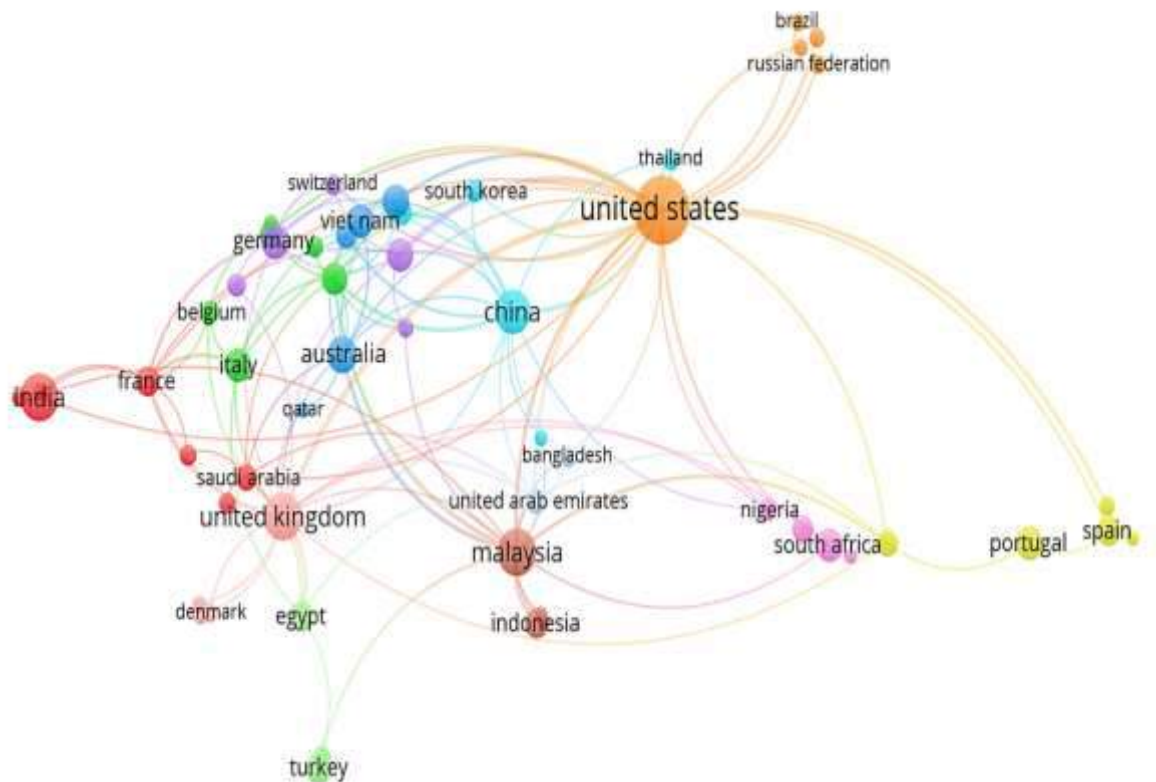 brazil
russian federation
thailand
switzerland
south korea
united states
viet nam
germany
belgium
china
australia
italy
france
india
qatar
bangladesh
saudi arabia
united arab emirates
nigeria
united kingdom
south africa
portugal
spain
malaysia
denmark
egypt
indonesia
turkey